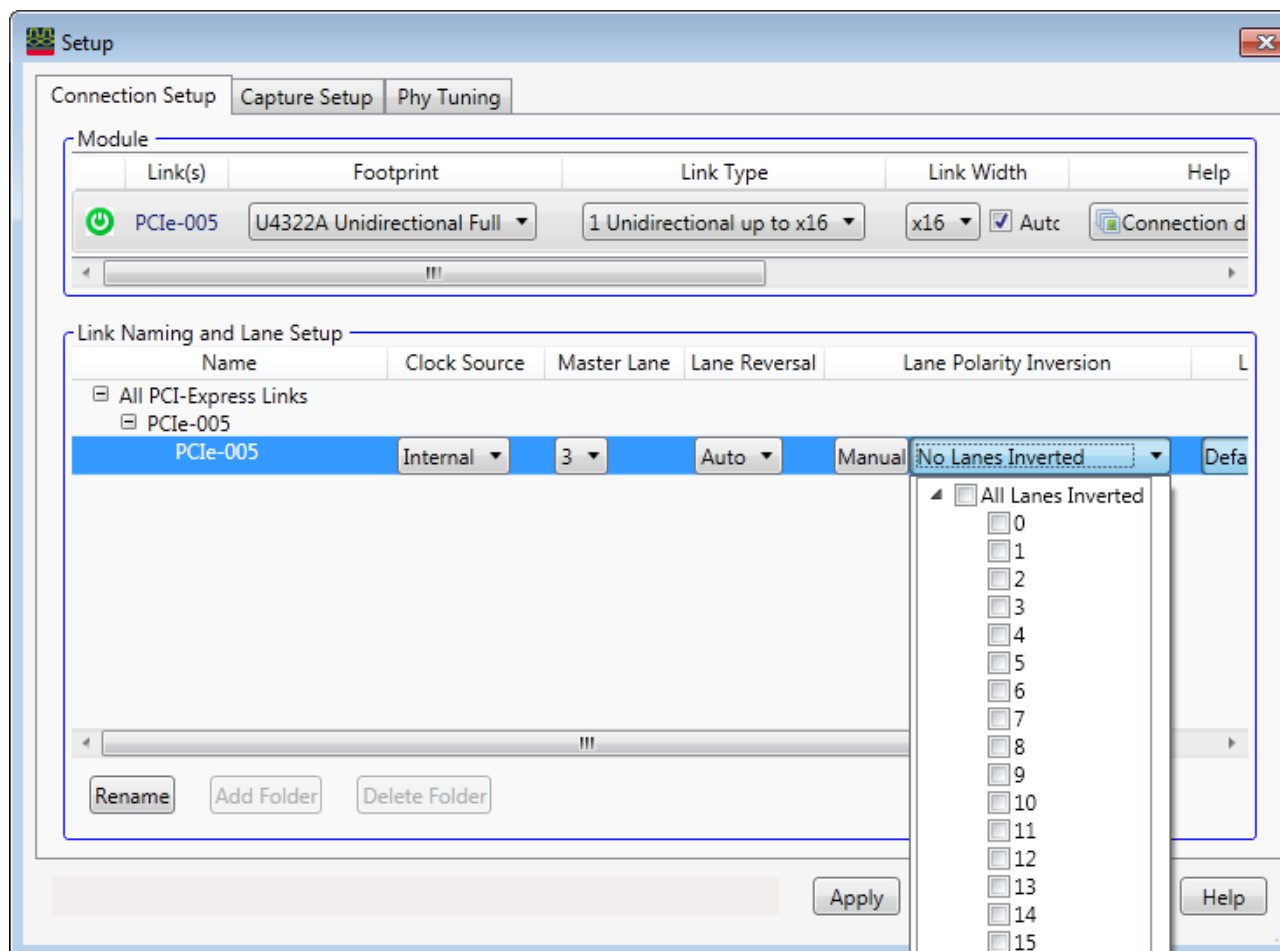 Setup
Connection Setup Capture Setup Phy Tuning
Module
Link(s) Footprint Link Type Link Width Help
PCIe-005 U4322A Unidirectional Full 1 Unidirectional up to x16 x16 Autc Connection d
Link Naming and Lane Setup
Name Clock Source Master Lane Lane Reversal Lane Polarity Inversion L
All PCI-Express Links
PCIe-005
PCIe-005 Internal 3 Auto Manual No Lanes Inverted Defa
All Lanes Inverted
0
1
2
3
4
5
6
7
8
9
10
11
12
13
14
15
Rename Add Folder Delete Folder
Apply Help